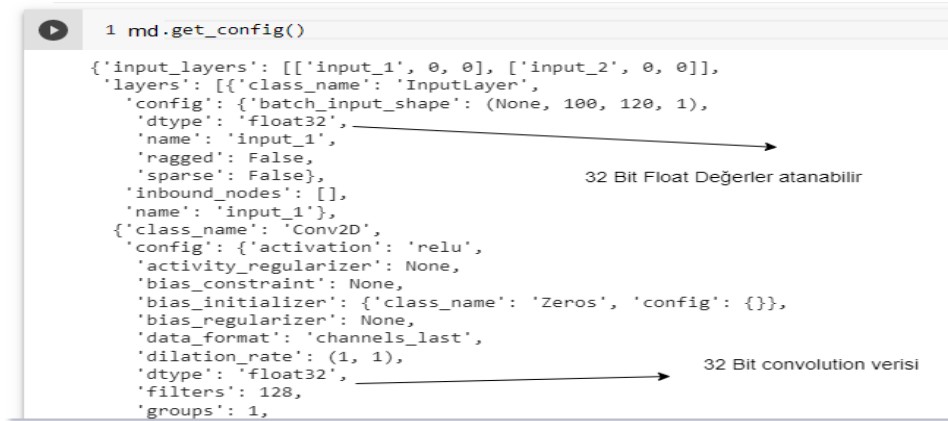 1 md.get_config()
{'input_layers': [['input_1', 0, 0], ['input_2', 0, 0]],
'layers': [{'class_name': 'InputLayer',
'config': {'batch_input_shape': (None, 100, 120, 1),
'dtype': 'float32',
'name': 'input_1',
'ragged': False,
'sparse': False},
32 Bit Float Değerler atanabilir
'inbound_nodes': [],
'name': 'input_1'},
{'class_name': 'Conv2D',
'config': {'activation': 'relu',
'activity_regularizer': None,
'bias_constraint': None,
'bias_initializer': {'class_name': 'Zeros', 'config': {}},
'bias_regularizer': None,
'data_format': 'channels_last',
'dilation_rate': (1, 1),
32 Bit convolution verisi
'dtype': 'float32',
'filters': 128,
'groups': 1,